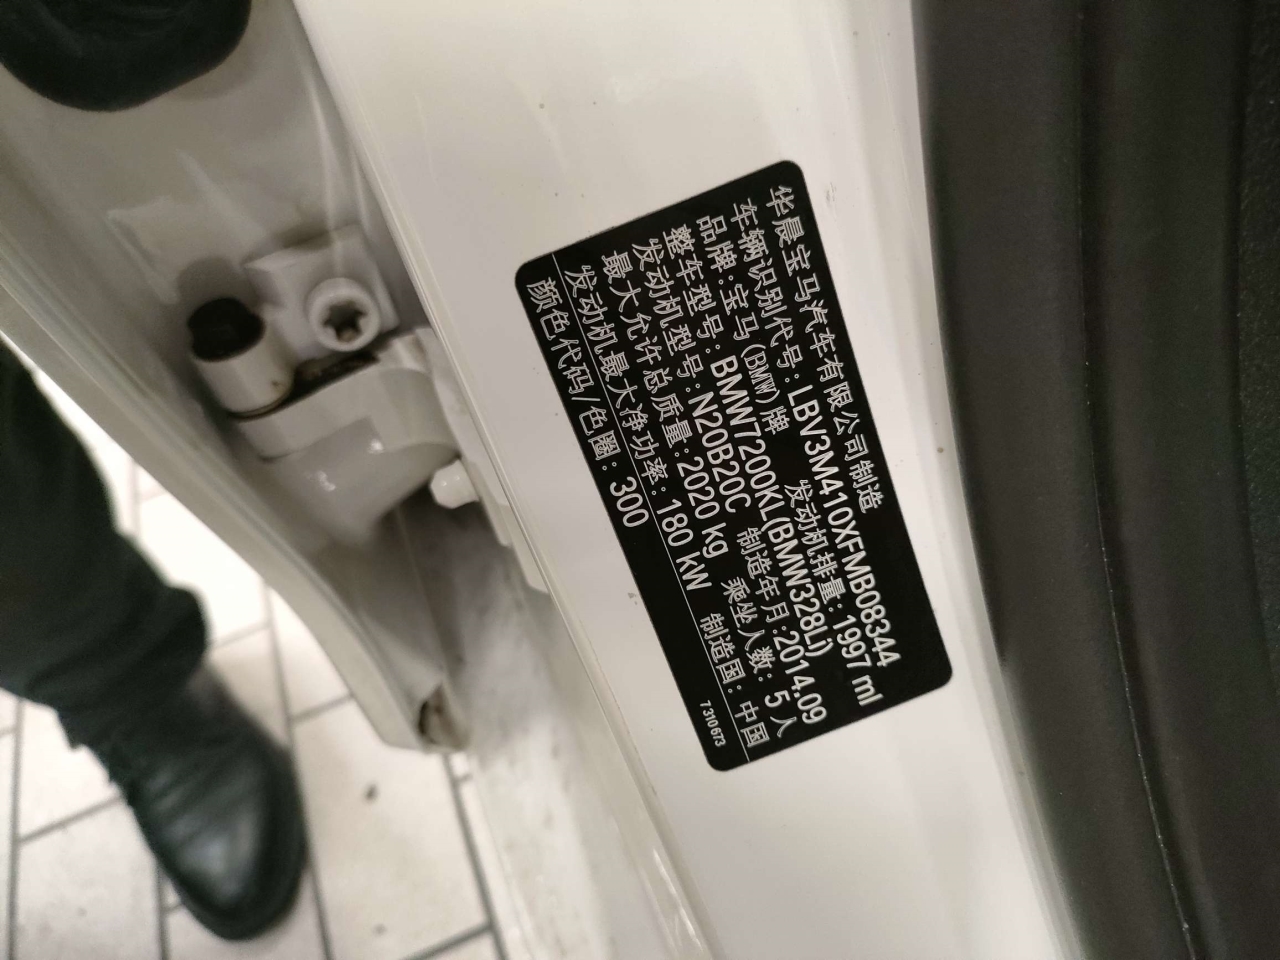 华晨宝马汽车有限公司制造
车辆识别代号:LBV3M410XFMB08344
品牌:宝马(BMW)牌 发动机排量:1997 ml
整车型号:BMW7200KL(BMW328Li)
发动机型号:N20B20C 制造年月:2014.09
最大允许总质量:2020 kg 乘坐人数:5人
发动机最大净功率:180 kW
颜色代码/色圈:300 制造国:中国
7 310 673